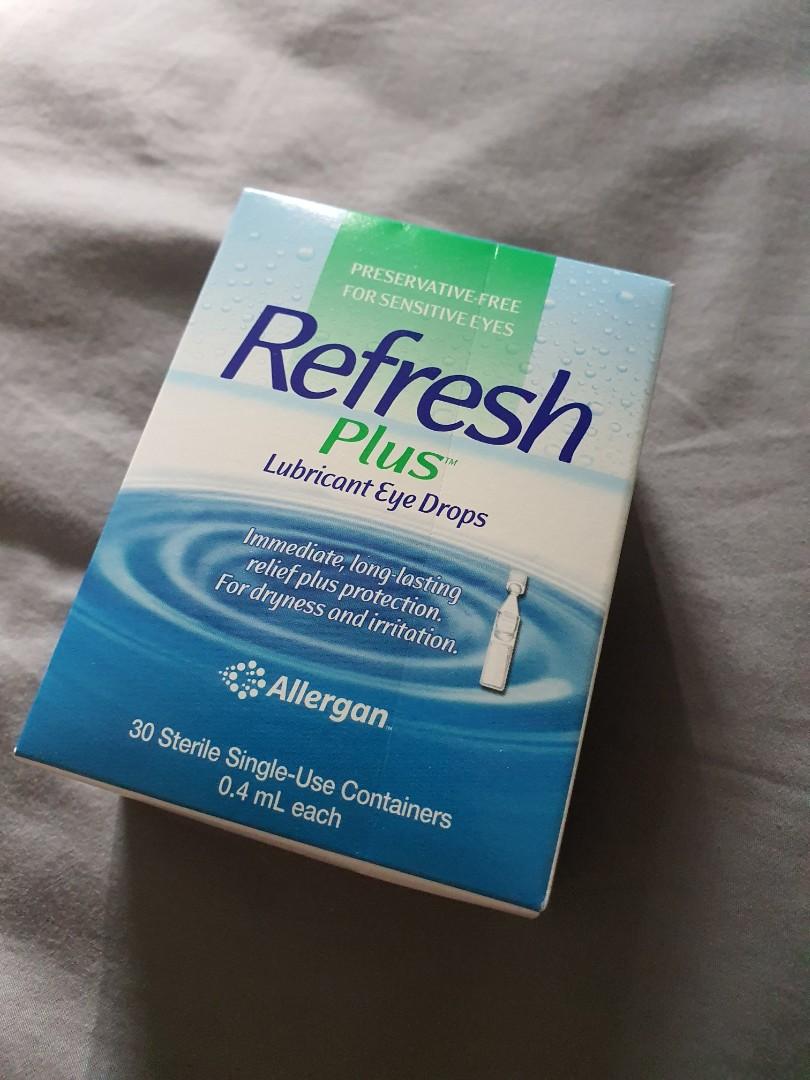 PRESERVATIVE-FREE
FOR SENSITIVE EYES
Refresh
Plus™
Lubricant Eye Drops
Immediate, long-lasting
relief plus protection.
For dryness and irritation.
Allergan™
30 Sterile Single-Use Containers
0.4 mL each